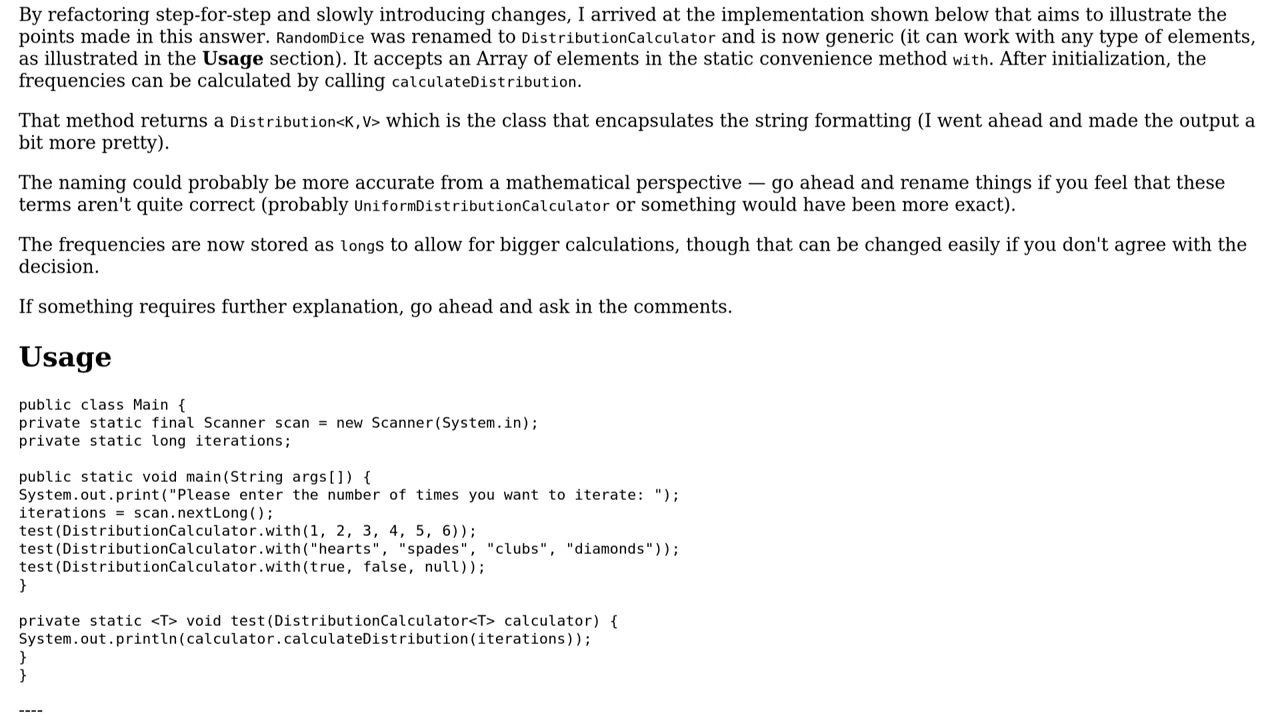 By refactoring step-for-step and slowly introducing changes, I arrived at the implementation shown below that aims to illustrate the
points made in this answer. RandomDice was renamed to DistributionCalculator and is now generic (it can work with any type of elements,
as illustrated in the Usage section). It accepts an Array of elements in the static convenience method with. After initialization, the
frequencies can be calculated by calling calculateDistribution.
That method returns a Distribution<K,V> which is the class that encapsulates the string formatting (I went ahead and made the output a
bit more pretty).
The naming could probably be more accurate from a mathematical perspective — go ahead and rename things if you feel that these
terms aren't quite correct (probably UniformDistributionCalculator or something would have been more exact).
The frequencies are now stored as longs to allow for bigger calculations, though that can be changed easily if you don't agree with the
decision.
If something requires further explanation, go ahead and ask in the comments.
Usage
public class Main {
private static final Scanner scan = new Scanner(System.in);
private static long iterations;
public static void main(String args[]) {
System.out.print("Please enter the number of times you want to iterate: ");
iterations = scan.nextLong();
test(DistributionCalculator.with(1, 2, 3, 4, 5, 6));
test(DistributionCalculator.with("hearts", "spades", "clubs", "diamonds"));
test(DistributionCalculator.with(true, false, null));
}
private static <T> void test(DistributionCalculator<T> calculator) {
System.out.println(calculator.calculateDistribution(iterations));
}
}
----